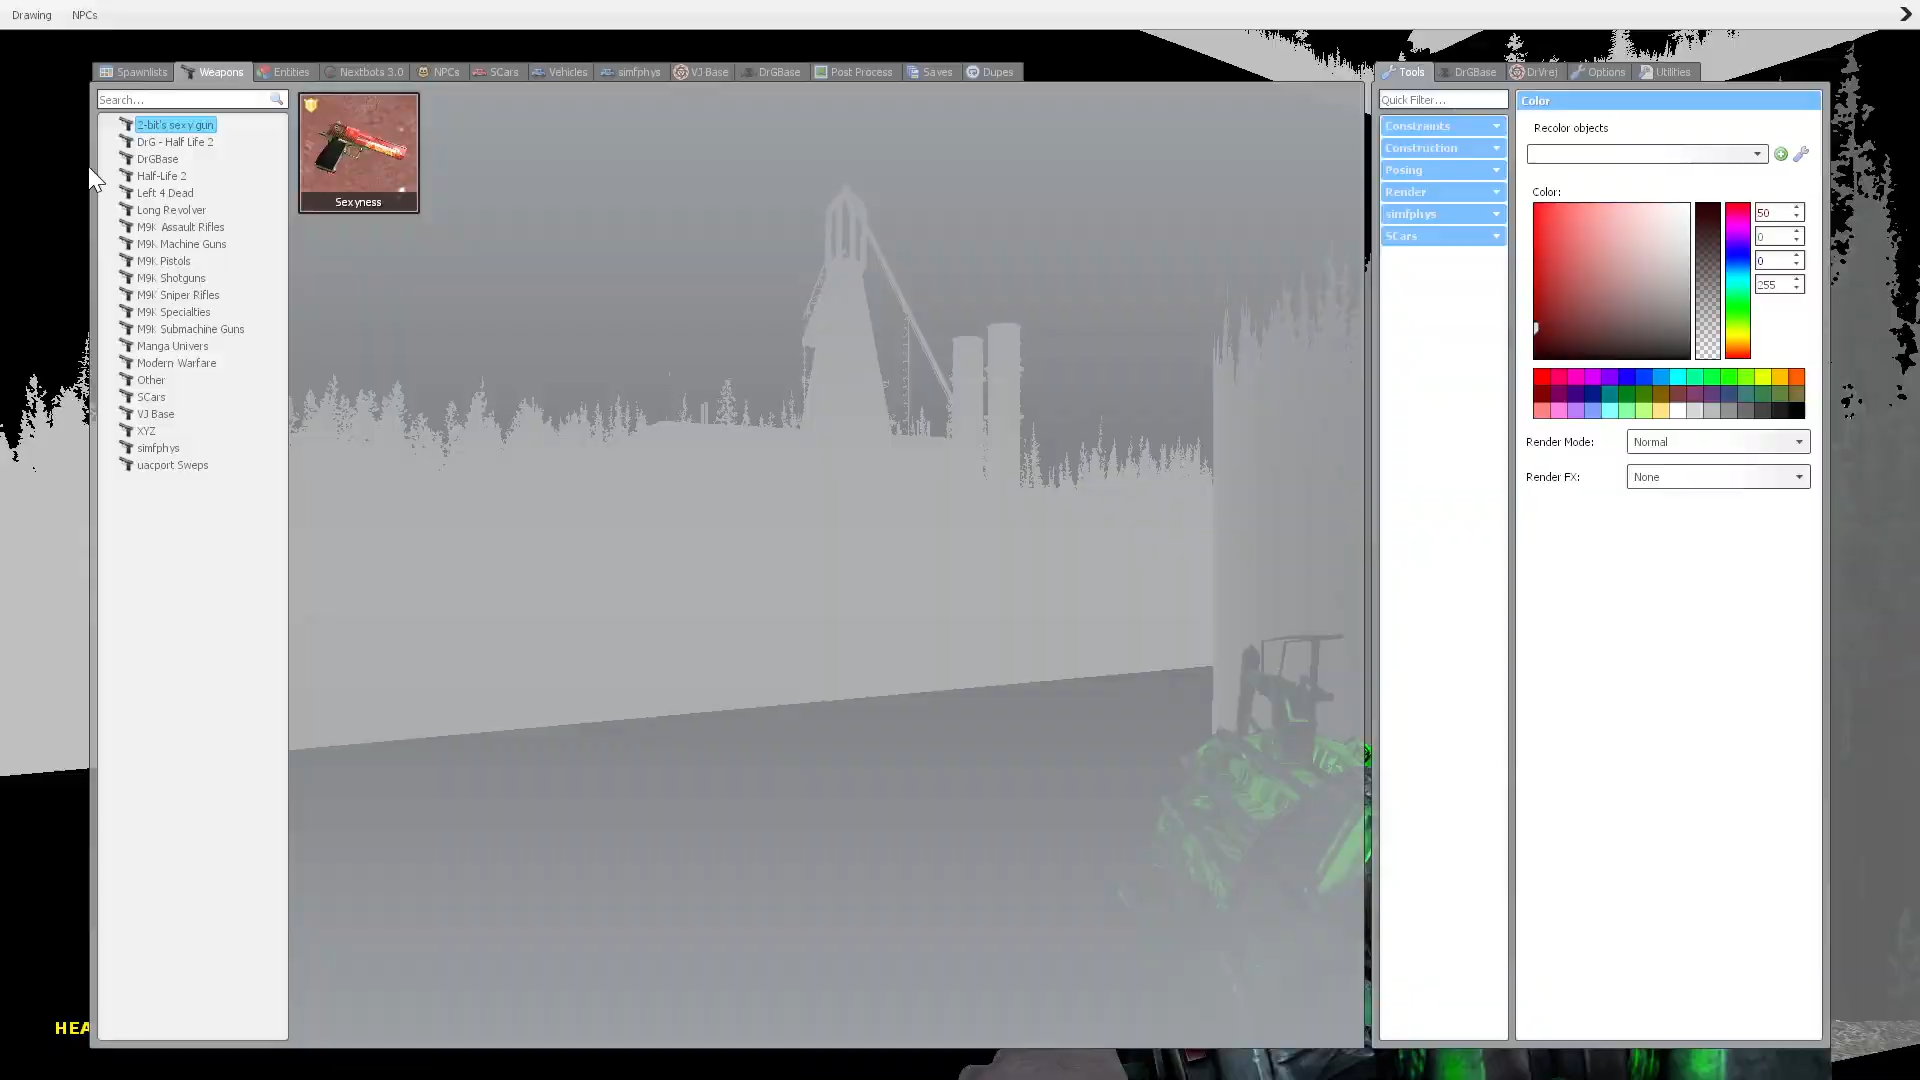 Drawing NPCs
Spawnlists Weapons Entities Nextbots 3.0 NPCs SCars Vehicles simfphys VJ Base DrGBase Post Process Saves Dupes
Tools DrGBase DrVrej Options Utilities
Search...
2-bit's sexy gun
DrG - Half Life 2
DrGBase
Half-Life 2
Left 4 Dead
Long Revolver
M9K Assault Rifles
M9K Machine Guns
M9K Pistols
M9K Shotguns
M9K Sniper Rifles
M9K Specialties
M9K Submachine Guns
Manga Univers
Modern Warfare
Other
SCars
VJ Base
XYZ
simfphys
uacport Sweps
Sexyness
Quick Filter...
Constraints
Construction
Posing
Render
simfphys
SCars
Color
Recolor objects
Color:
50
0
0
255
Render Mode: Normal
Render FX: None
HEA